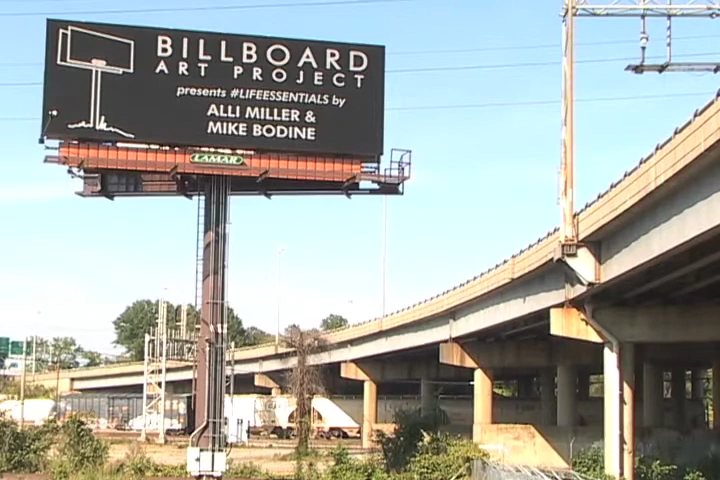 BILLBOARD
ART PROJECT
presents #LIFEESSENTIALS by
ALLI MILLER &
MIKE BODINE
LAMAR